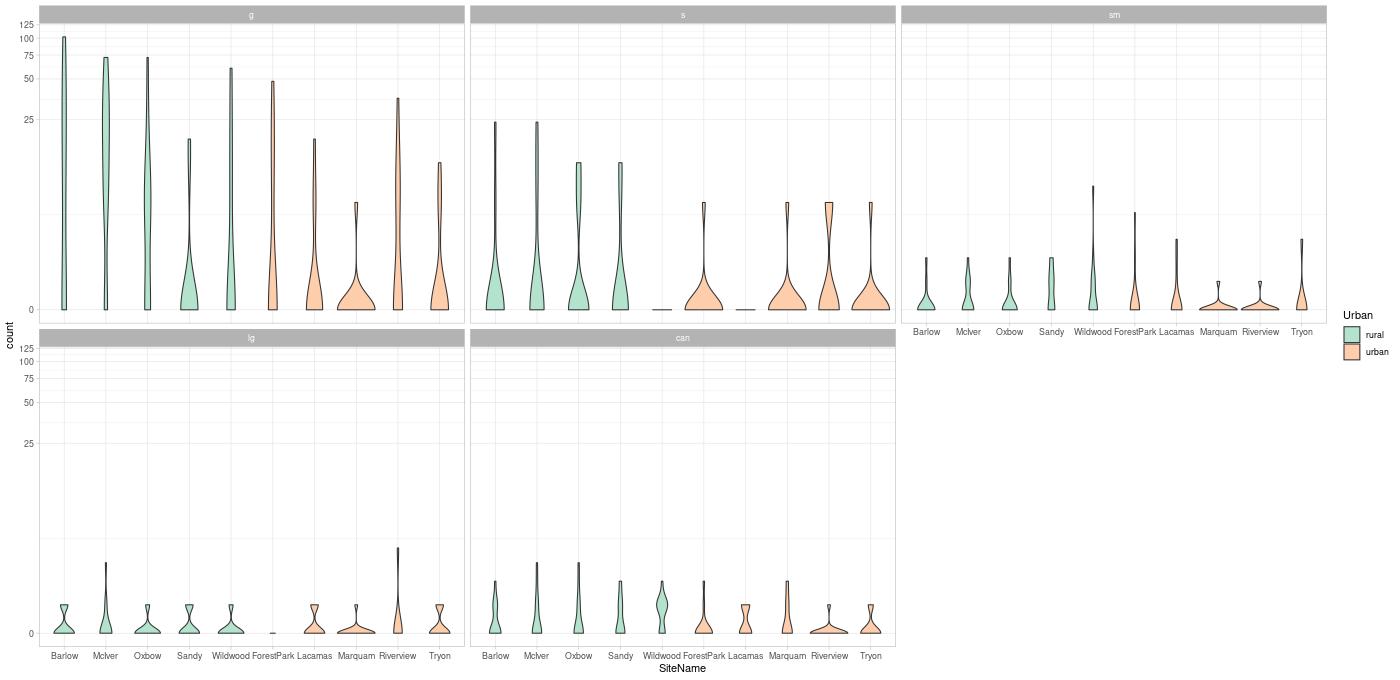 g s sm
125
100
75
50
25
0
Barlow McIver Oxbow Sandy Wildwood ForestPark Lacamas Marquam Riverview Tryon
lg can
125
100
75
50
25
0
Barlow McIver Oxbow Sandy Wildwood ForestPark Lacamas Marquam Riverview Tryon Barlow McIver Oxbow Sandy Wildwood ForestPark Lacamas Marquam Riverview Tryon
SiteName
count
Urban
rural
urban